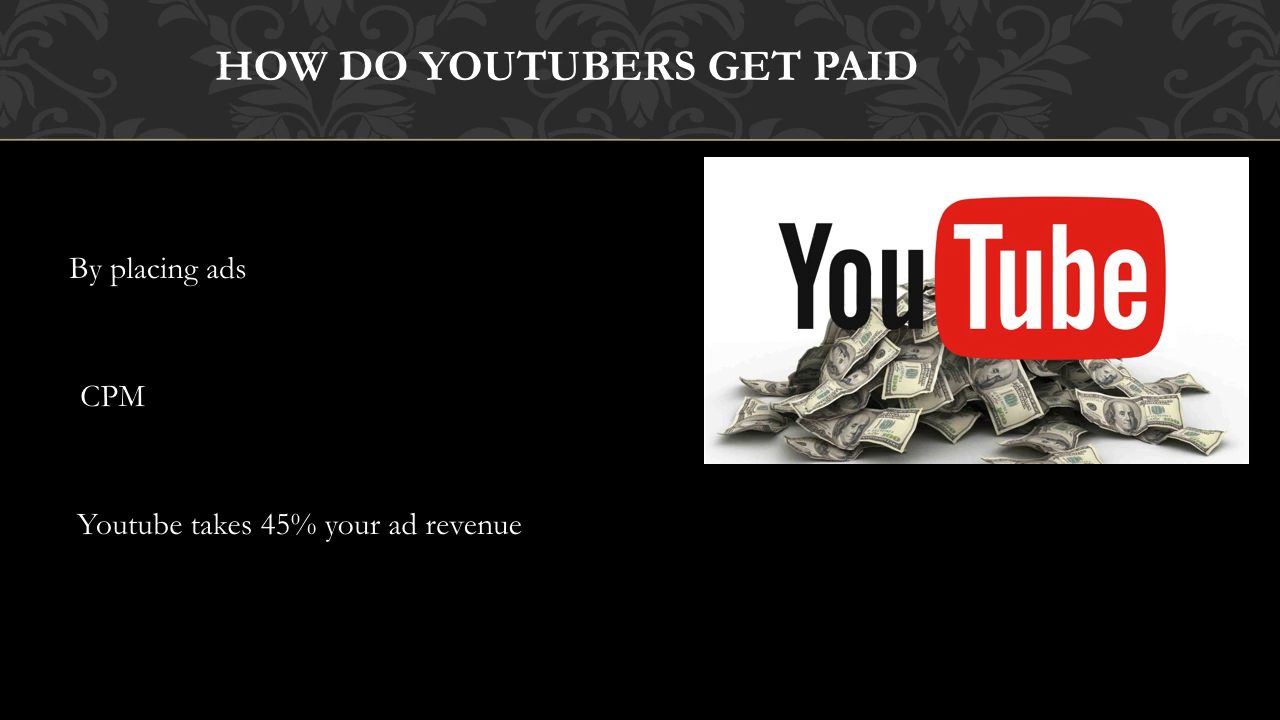 HOW DO YOUTUBERS GET PAID
By placing ads
CPM
Youtube takes 45% your ad revenue
YouTube